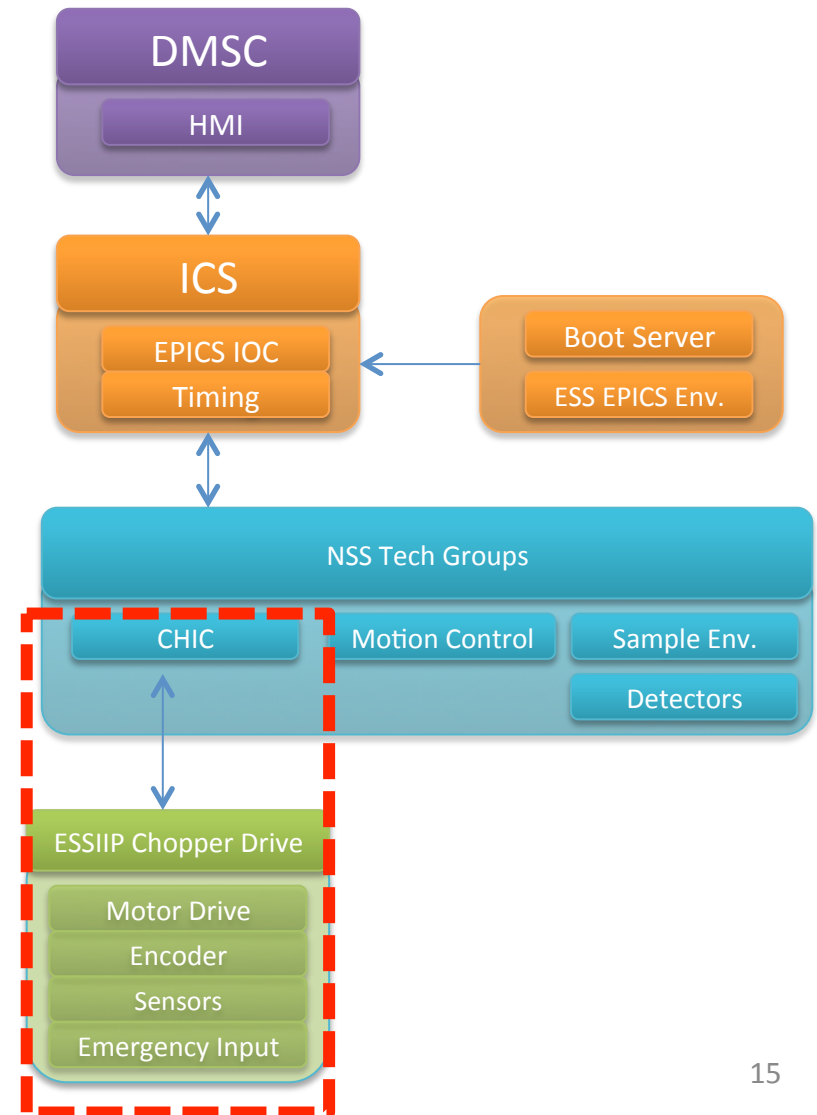 DMSC
HMI
ICS
EPICS IOC
Timing
Boot Server
ESS EPICS Env.
NSS Tech Groups
CHIC
Motion Control
Sample Env.
Detectors
ESSIIP Chopper Drive
Motor Drive
Encoder
Sensors
Emergency Input
15